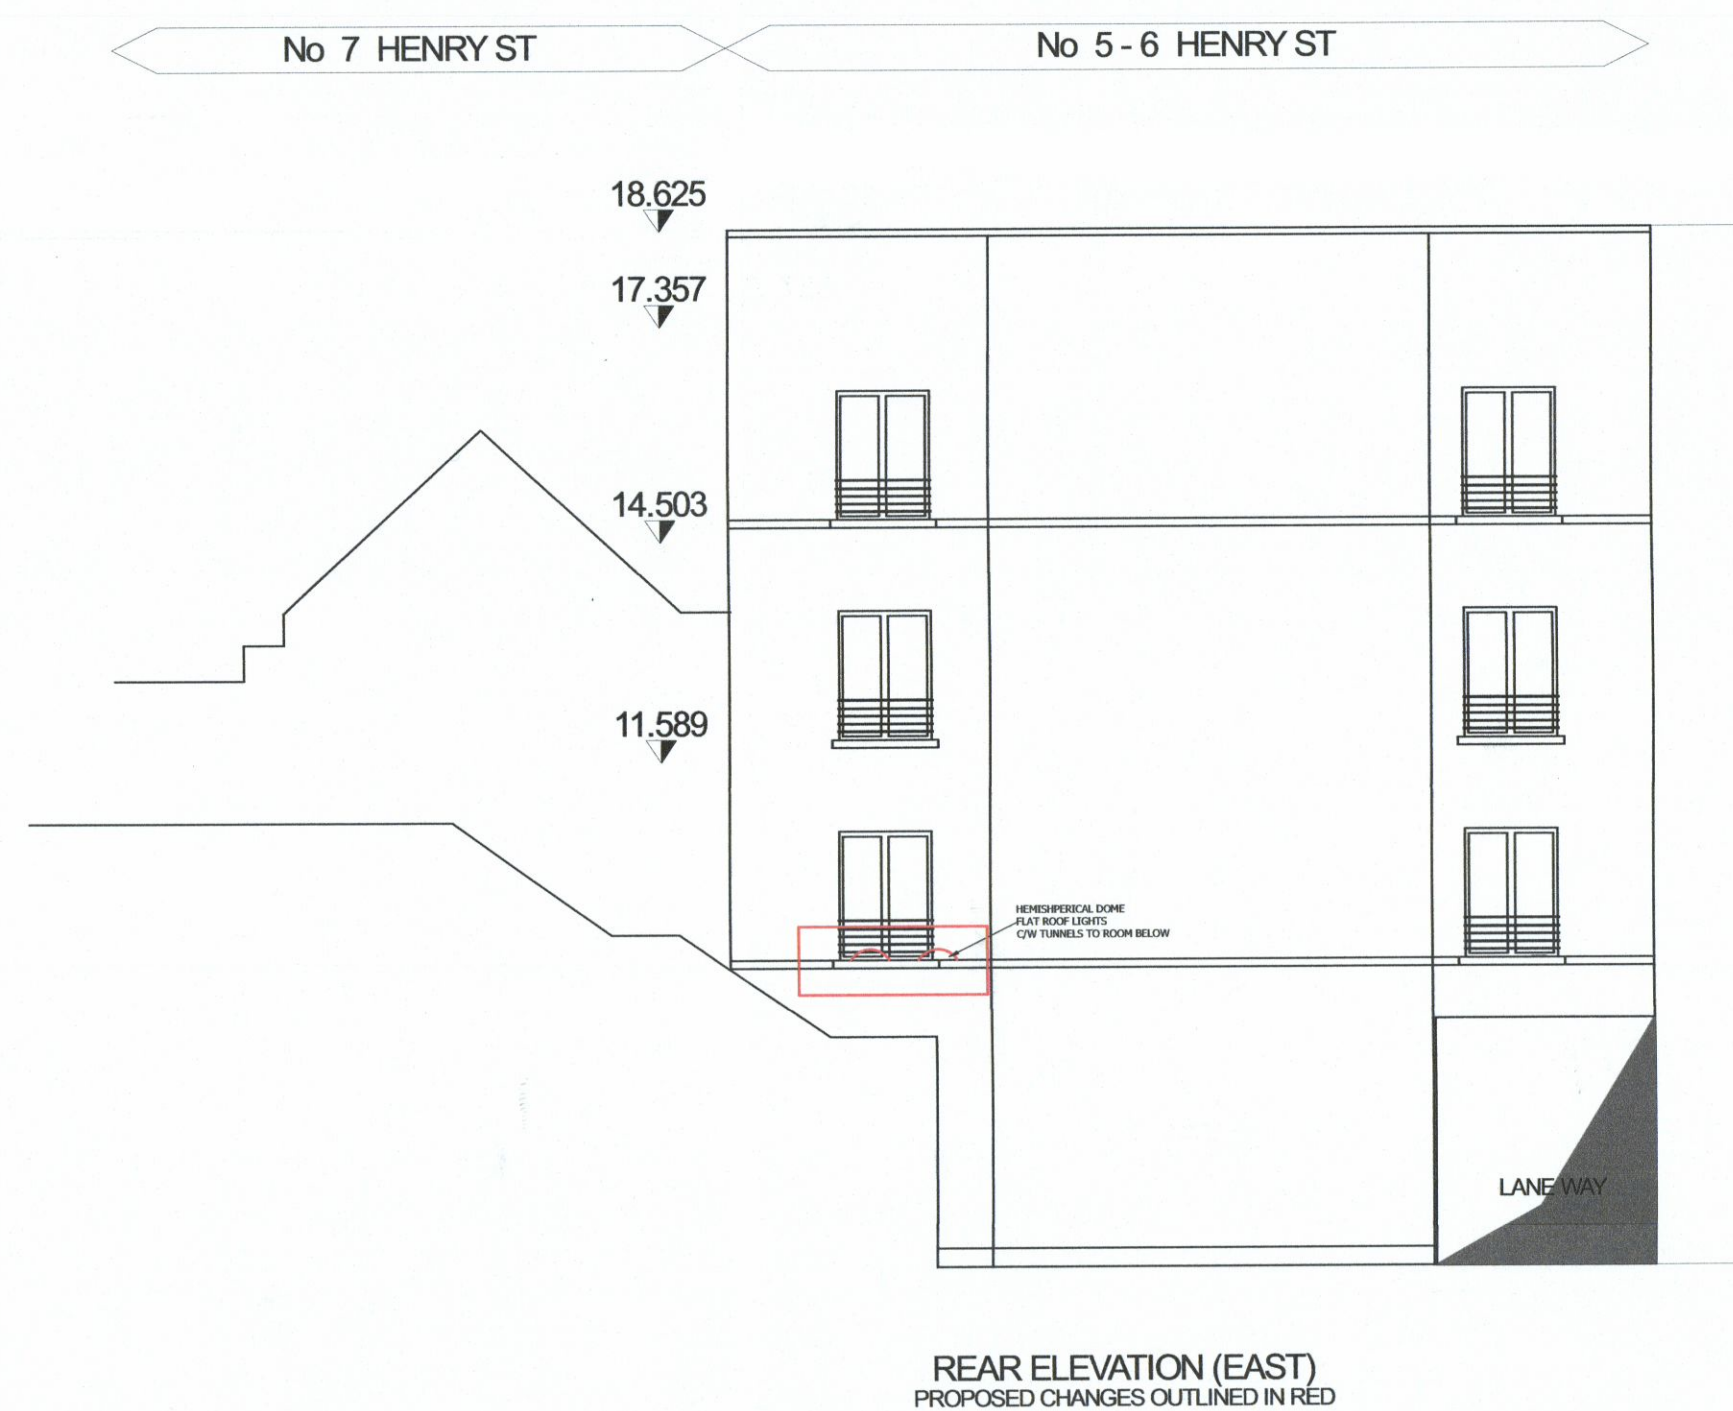 No 7 HENRY ST
No 5 - 6 HENRY ST
18.625
17.357
14.503
11.589
HEMISHPERICAL DOME
FLAT ROOF LIGHTS
C/W TUNNELS TO ROOM BELOW
LANE WAY
REAR ELEVATION (EAST)
PROPOSED CHANGES OUTLINED IN RED